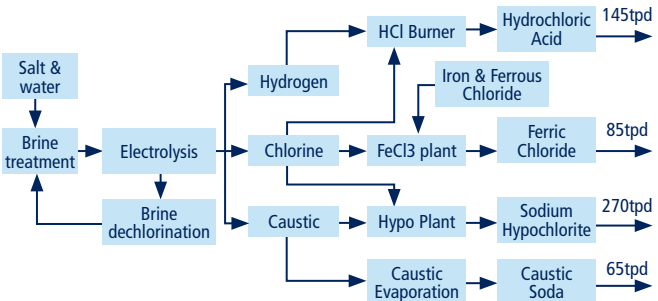 Salt &
water
Brine
treatment
Electrolysis
Brine
dechlorination
Hydrogen
Chlorine
Caustic
HCl Burner
Iron & Ferrous
Chloride
FeCl3 plant
Hypo Plant
Caustic
Evaporation
Hydrochloric
Acid
145tpd
Ferric
Chloride
85tpd
Sodium
Hypochlorite
270tpd
Caustic
Soda
65tpd